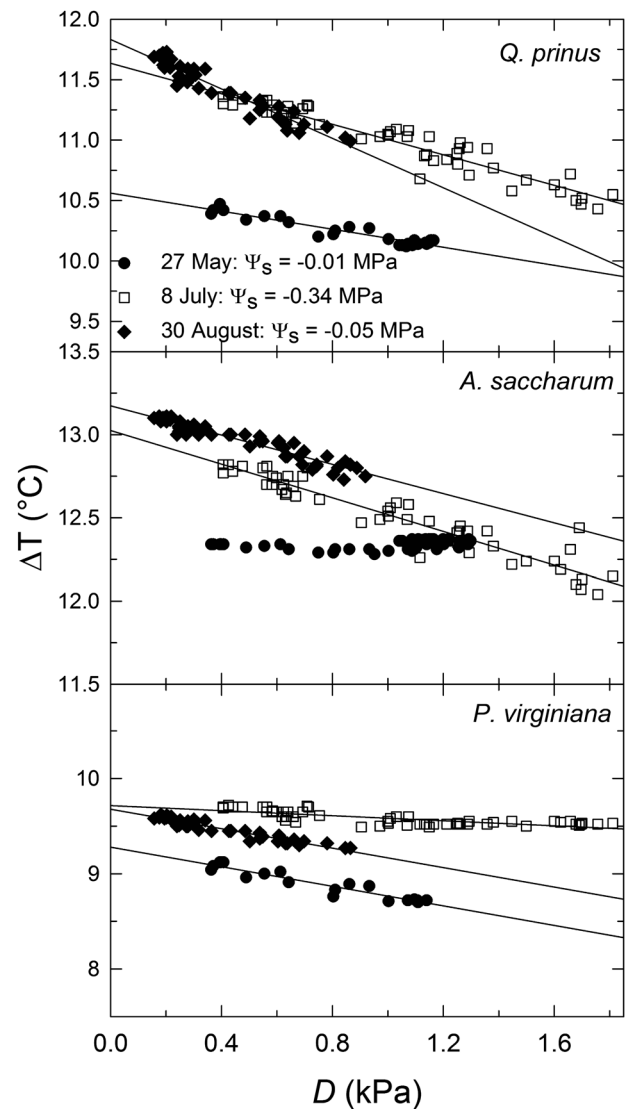 12.0
Q. prinus
11.5
11.0
10.5
10.0
27 May: Ψs = -0.01 MPa
8 July: Ψs = -0.34 MPa
30 August: Ψs = -0.05 MPa
9.5
13.5
A. saccharum
13.0
12.5
ΔT (°C)
12.0
11.5
P. virginiana
10
9
8
0.0 0.4 0.8 1.2 1.6
D (kPa)